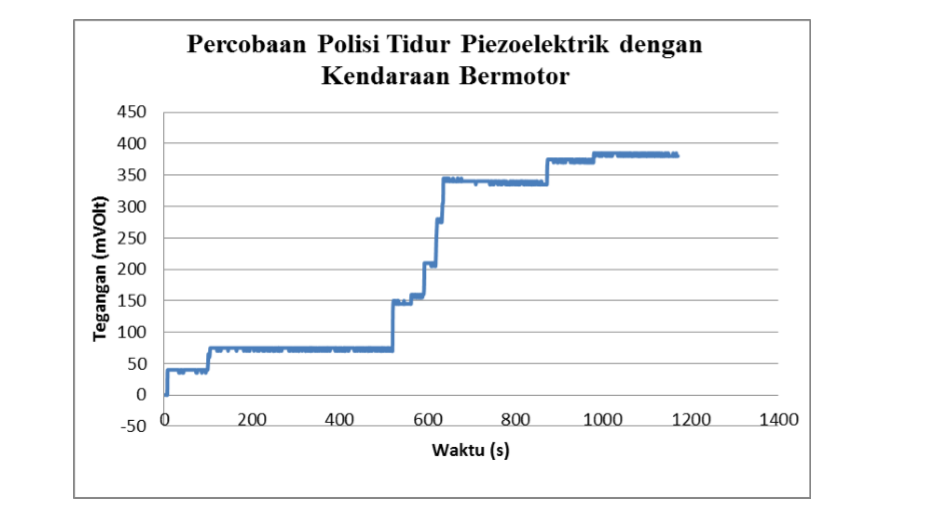 Percobaan Polisi Tidur Piezoelektrik dengan
Kendaraan Bermotor
450
400
350
300
250
200
150
100
50
0
-50
0 200 400 600 800 1000 1200 1400
Tegangan (mVOlt)
Waktu (s)